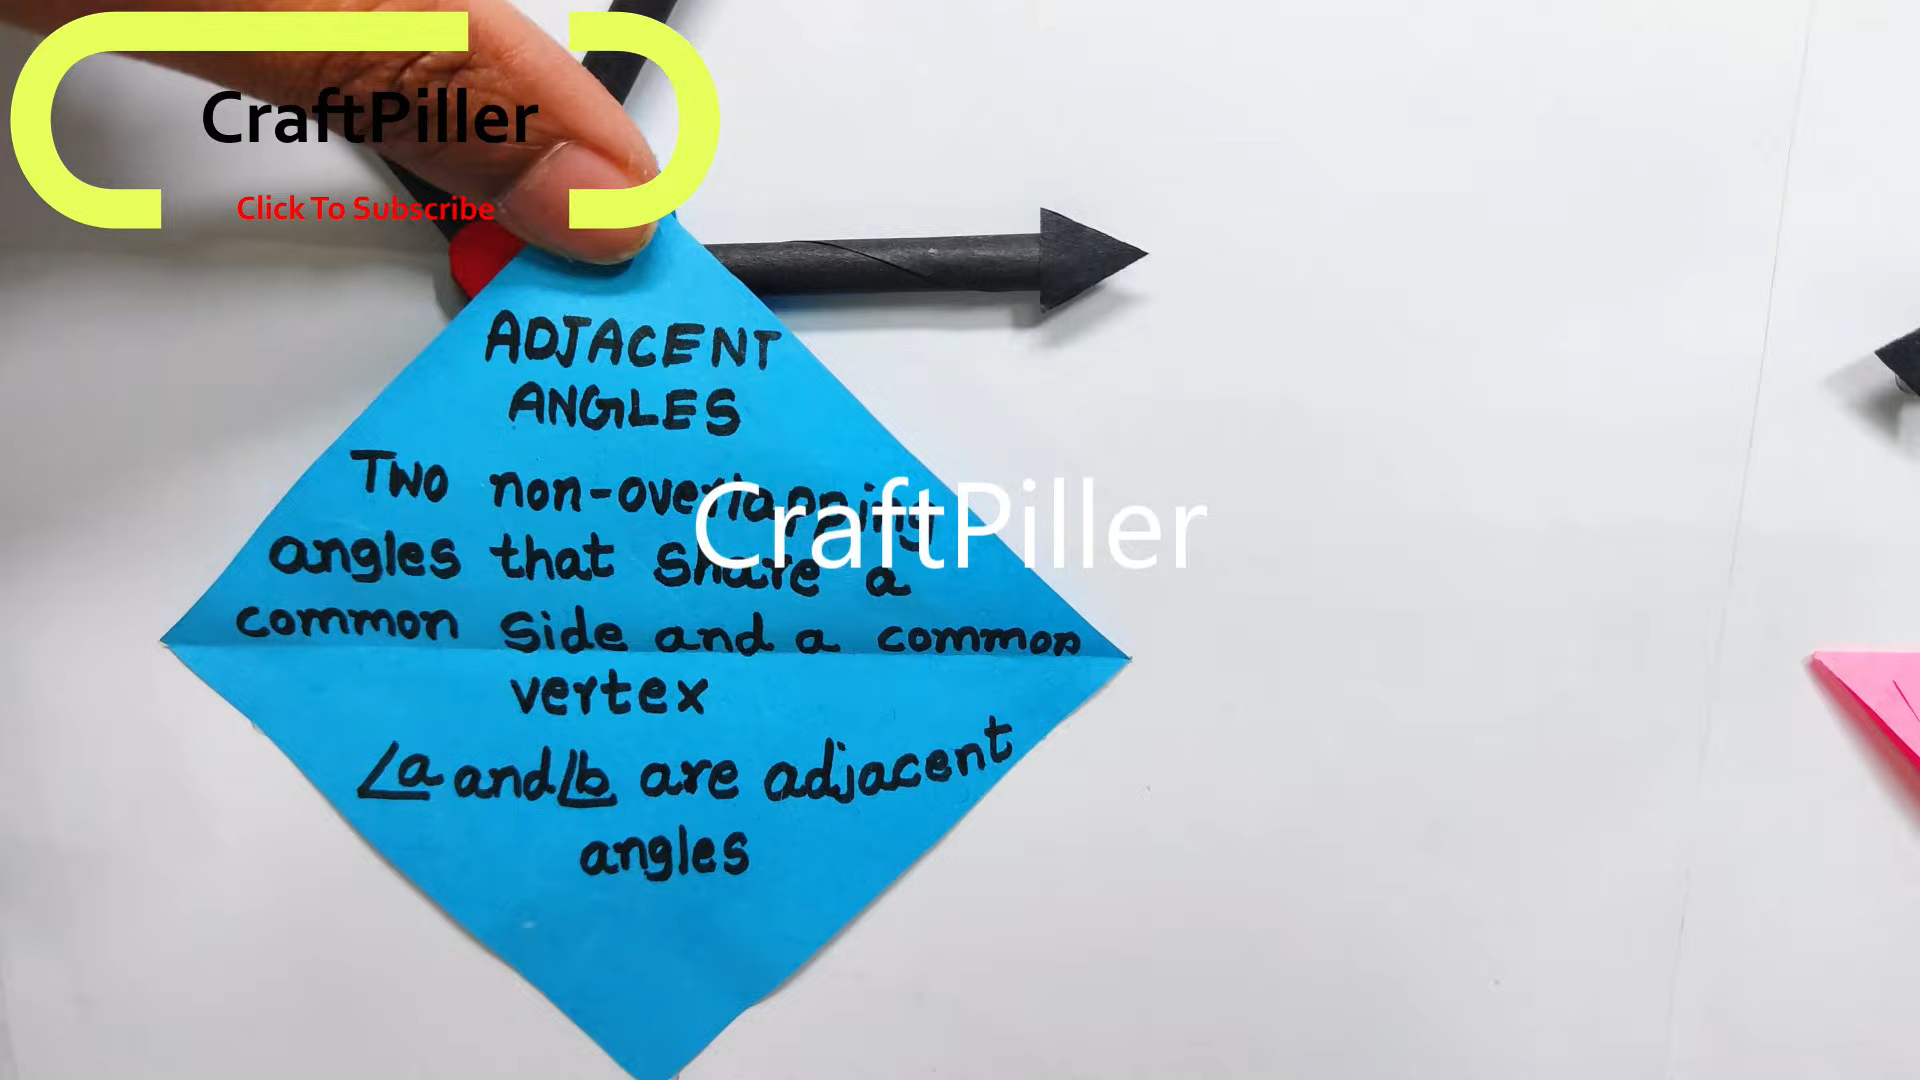 CraftPiller
Click To Subscribe
ADJACENT
ANGLES
Two non-overlapping
angles that share a
common side and a common
vertex
∠a and ∠b are adjacent
angles
CraftPiller